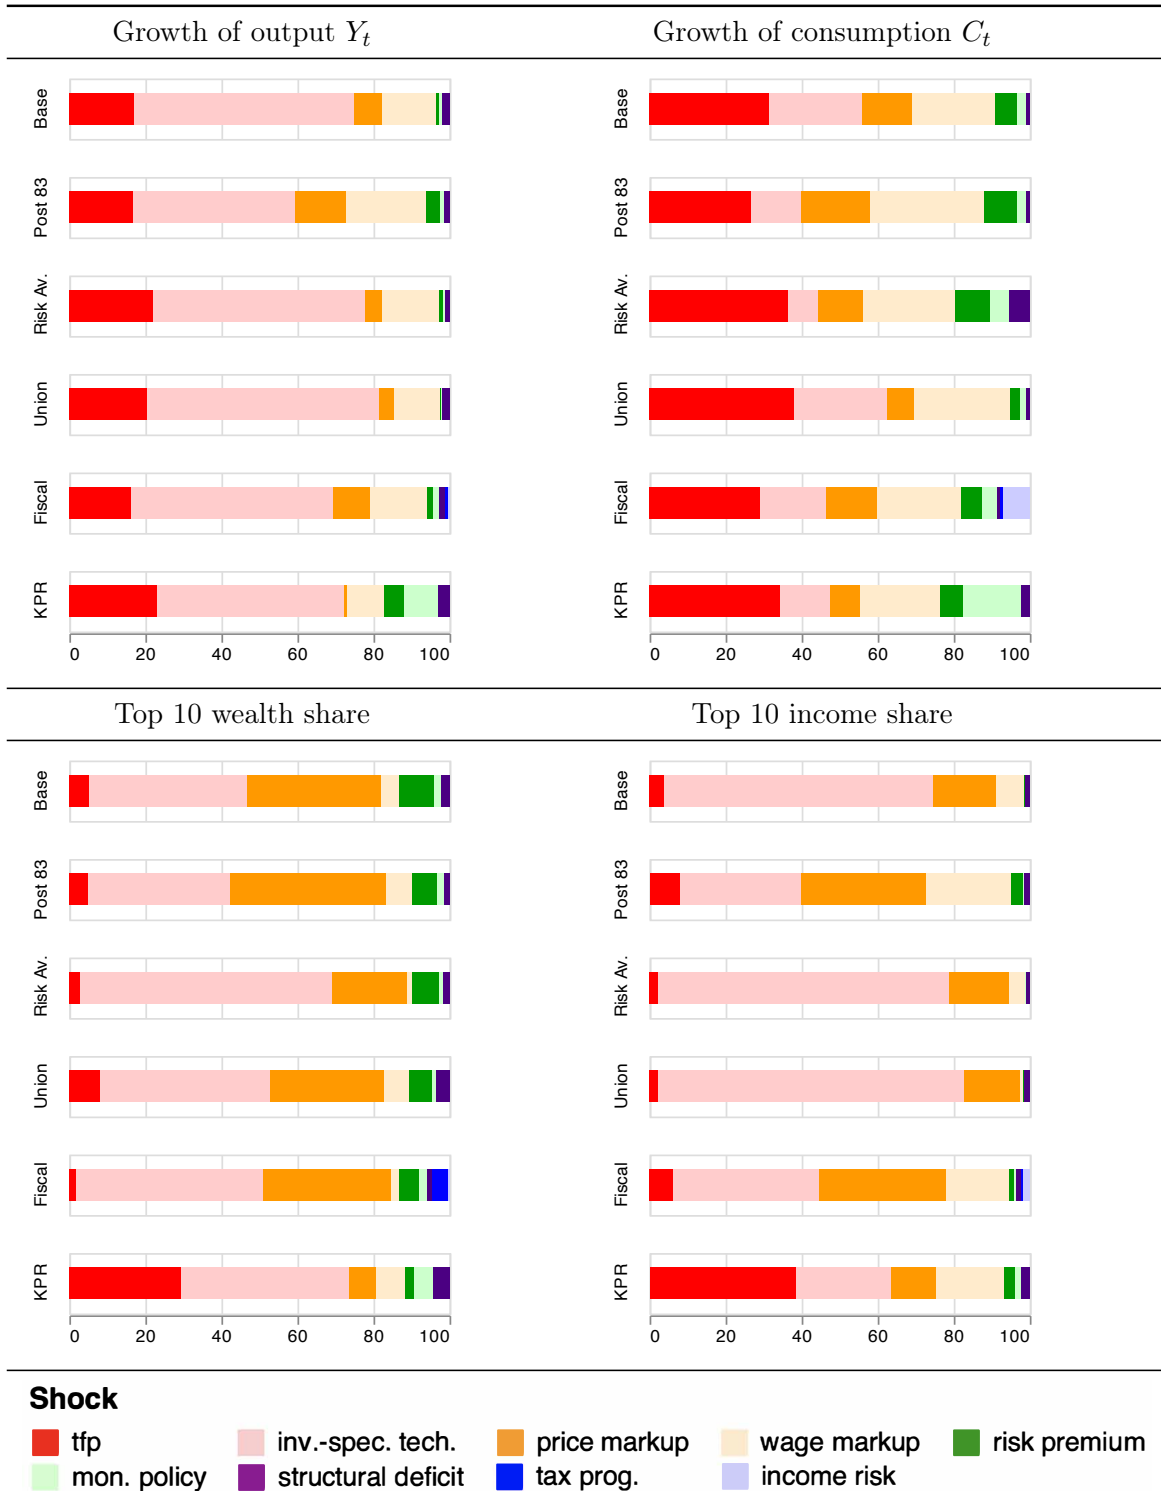 Growth of output Y_t Growth of consumption C_t
Base Base
Post 83 Post 83
Risk Av. Risk Av.
Union Union
Fiscal Fiscal
KPR KPR
0 20 40 60 80 100 0 20 40 60 80 100
Top 10 wealth share Top 10 income share
Base Base
Post 83 Post 83
Risk Av. Risk Av.
Union Union
Fiscal Fiscal
KPR KPR
0 20 40 60 80 100 0 20 40 60 80 100
Shock
tfp inv.-spec. tech. price markup wage markup risk premium
mon. policy structural deficit tax prog. income risk